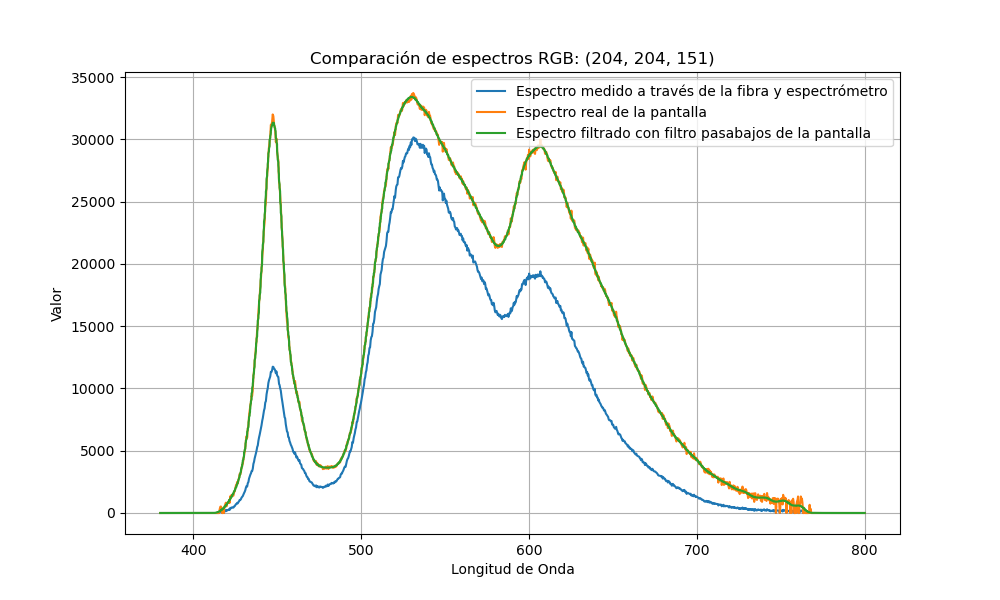 Comparación de espectros RGB: (204, 204, 151)
Espectro medido a través de la fibra y espectrómetro
Espectro real de la pantalla
Espectro filtrado con filtro pasabajos de la pantalla
Valor
35000
30000
25000
20000
15000
10000
5000
0
400 500 600 700 800
Longitud de Onda